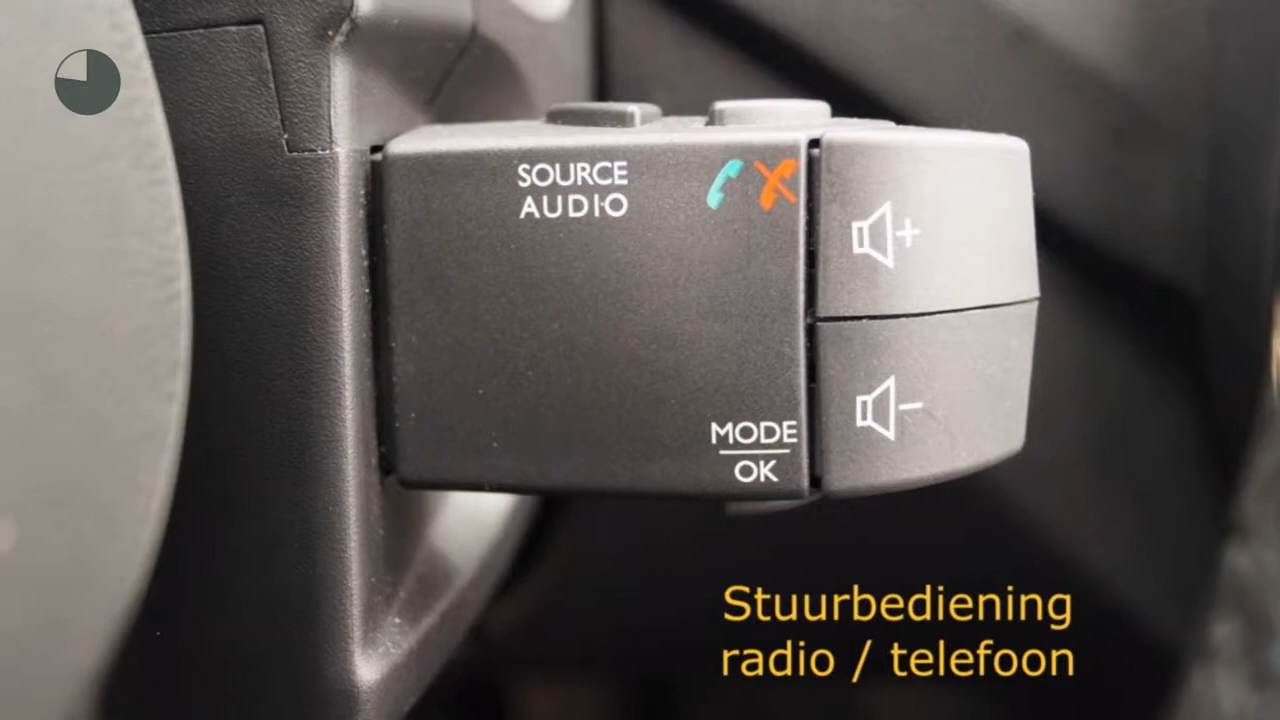 SOURCE
AUDIO
+
-
MODE
OK
Stuurbediening
radio / telefoon